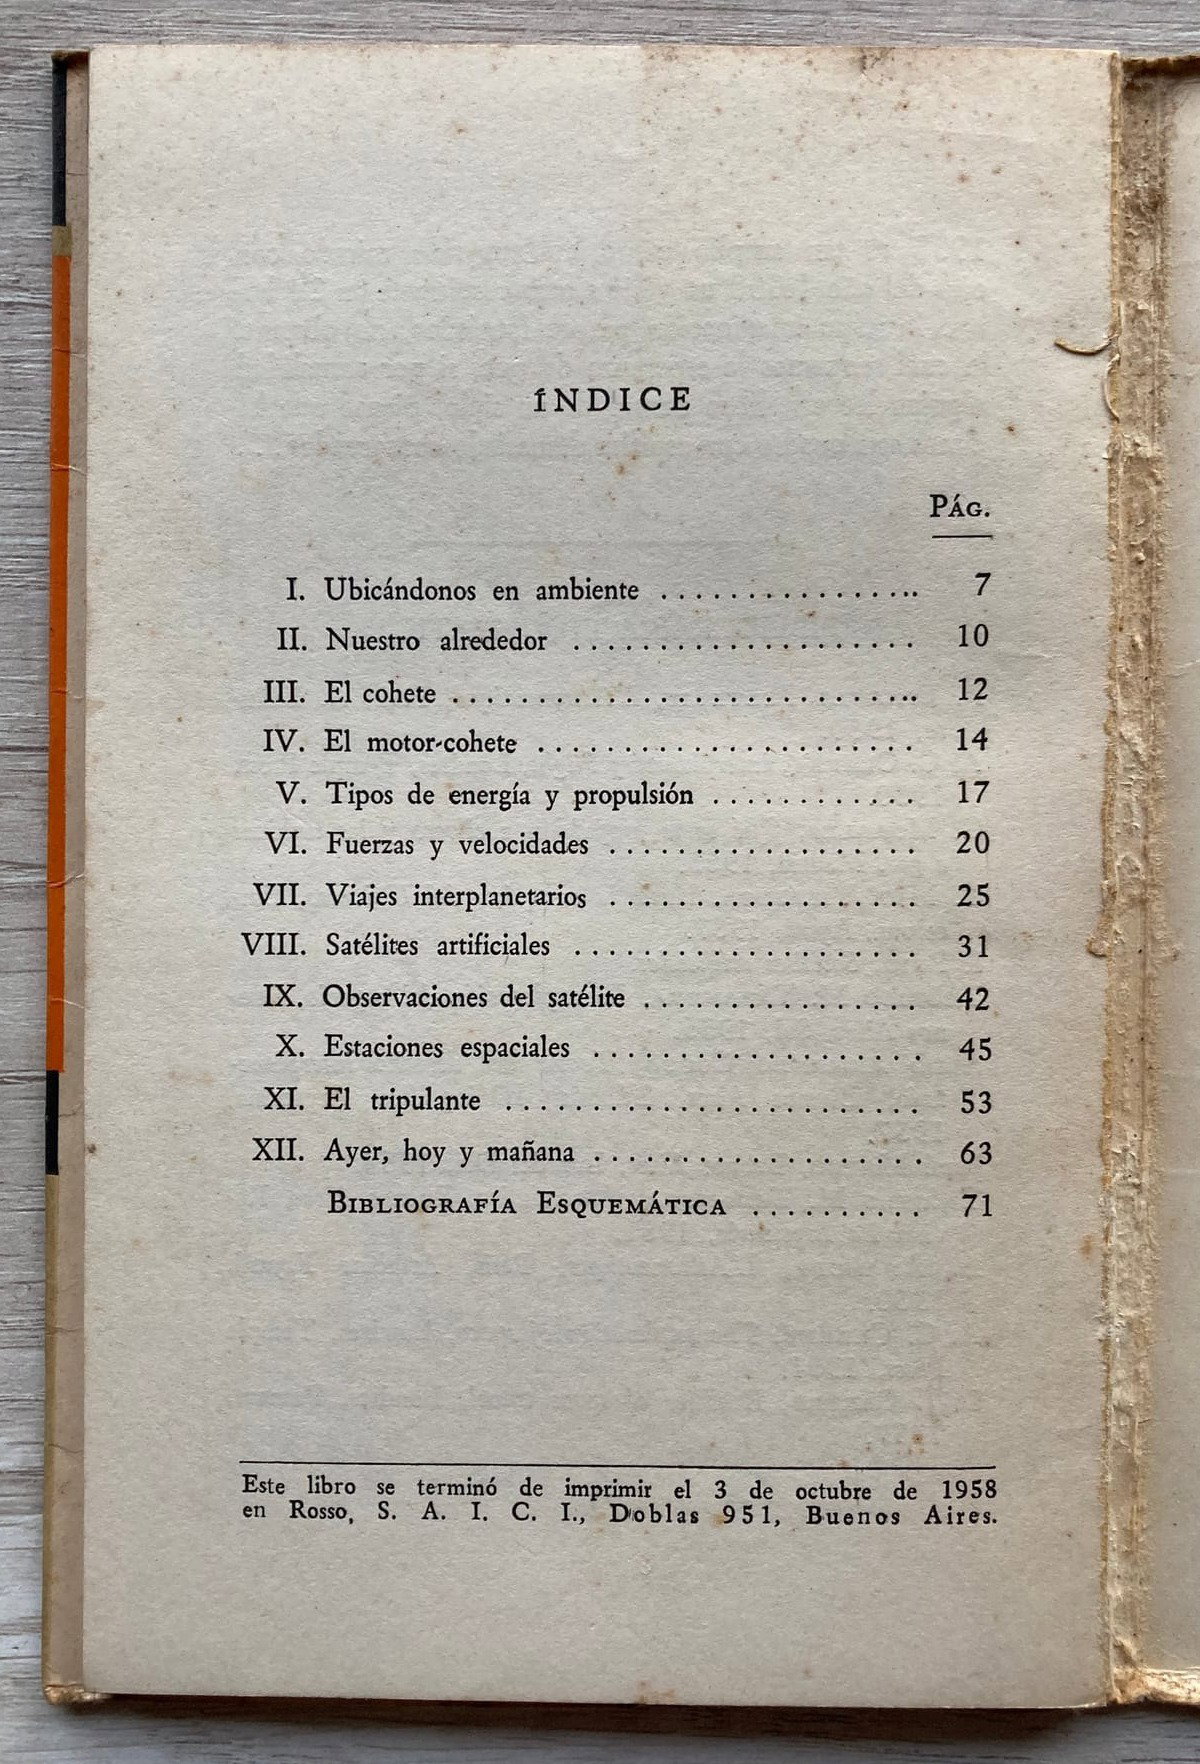 ÍNDICE
Pág.
I. Ubicándonos en ambiente ................ 7
II. Nuestro alrededor .................... 10
III. El cohete ............................ 12
IV. El motor-cohete ...................... 14
V. Tipos de energía y propulsión ............ 17
VI. Fuerzas y velocidades .................. 20
VII. Viajes interplanetarios .................. 25
VIII. Satélites artificiales .................... 31
IX. Observaciones del satélite ................ 42
X. Estaciones espaciales ................... 45
XI. El tripulante ........................ 53
XII. Ayer, hoy y mañana ................... 63
Bibliografía Esquemática .......... 71
Este libro se terminó de imprimir el 3 de octubre de 1958
en Rosso, S. A. I. C. I., Doblas 951, Buenos Aires.